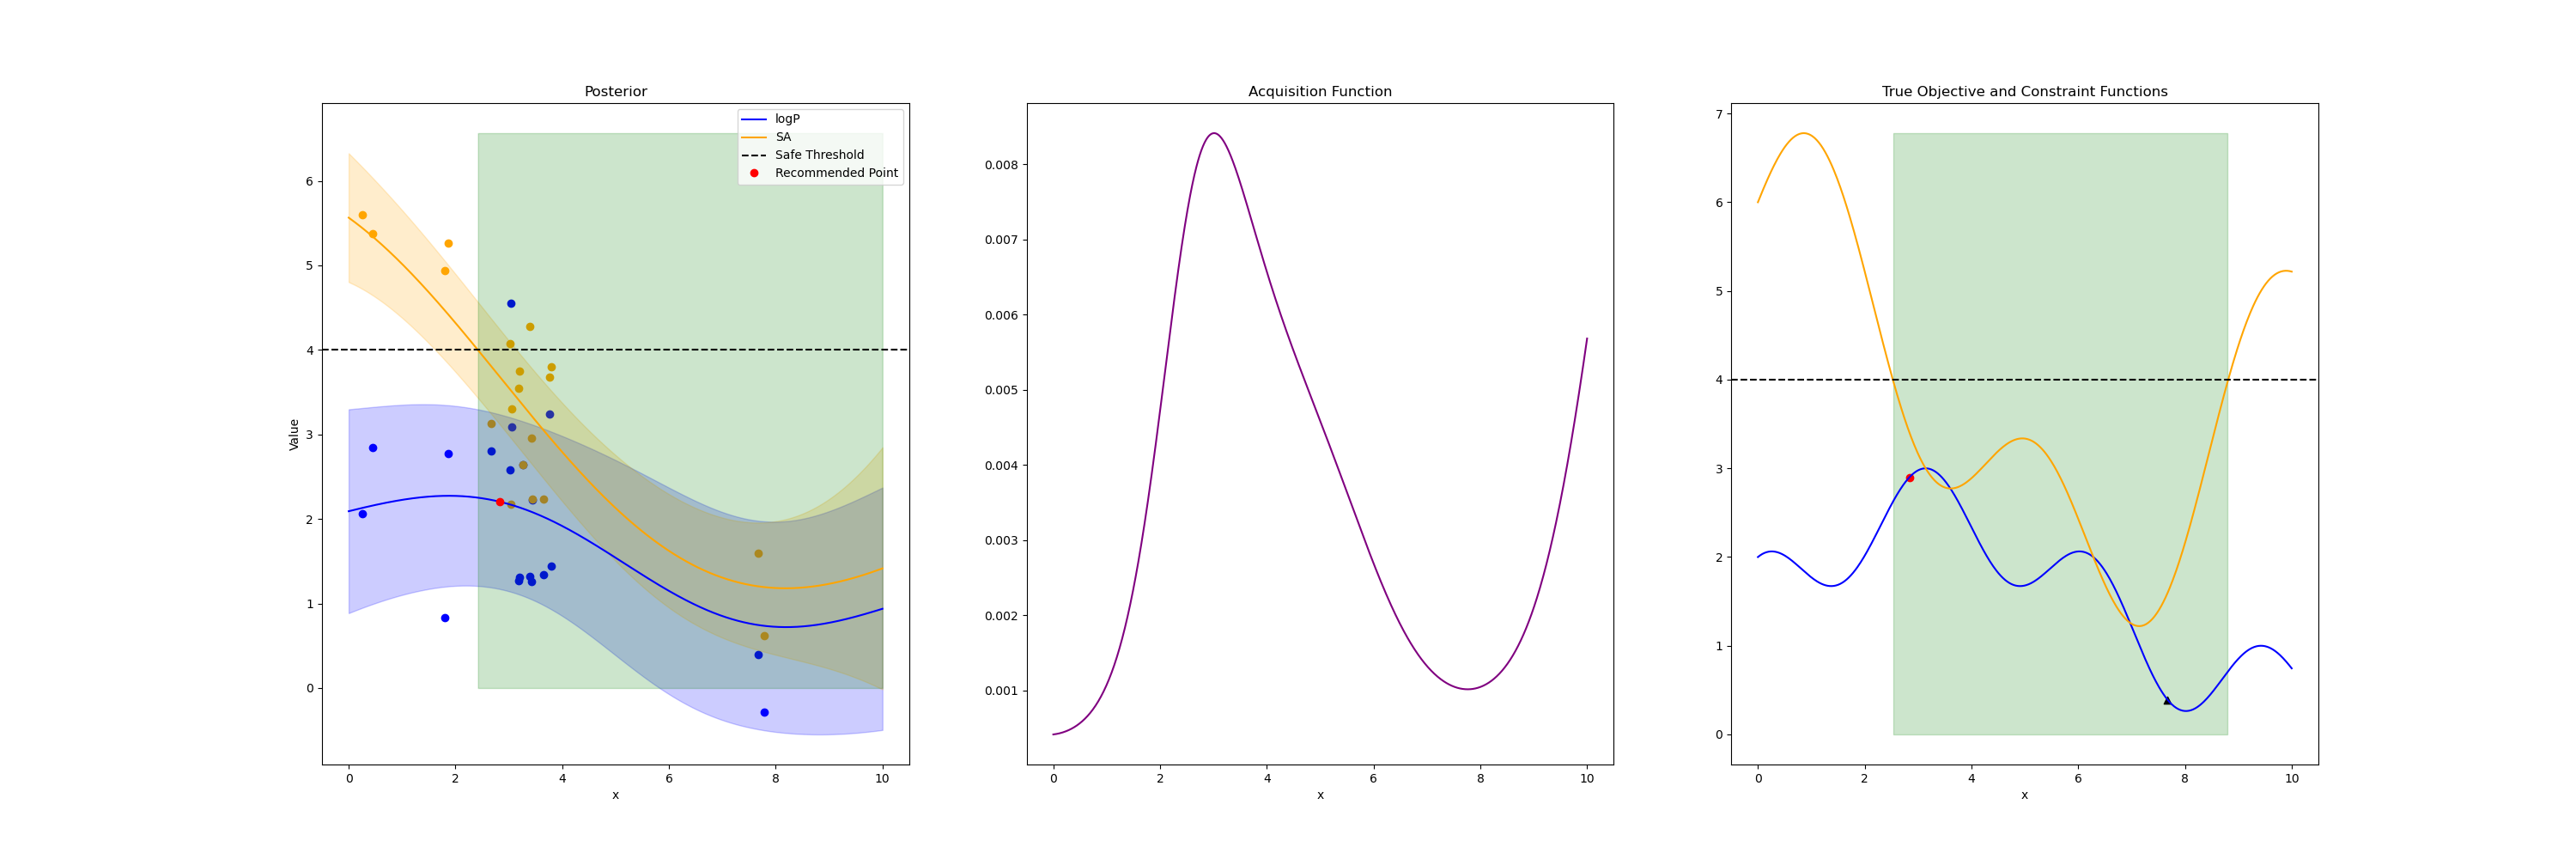 Posterior
logP
SA
Safe Threshold
Recommended Point
Value
6
5
4
3
2
1
0
0 2 4 6 8 10
x
Acquisition Function
0.008
0.007
0.006
0.005
0.004
0.003
0.002
0.001
0 2 4 6 8 10
x
True Objective and Constraint Functions
7
6
5
4
3
2
1
0
0 2 4 6 8 10
x